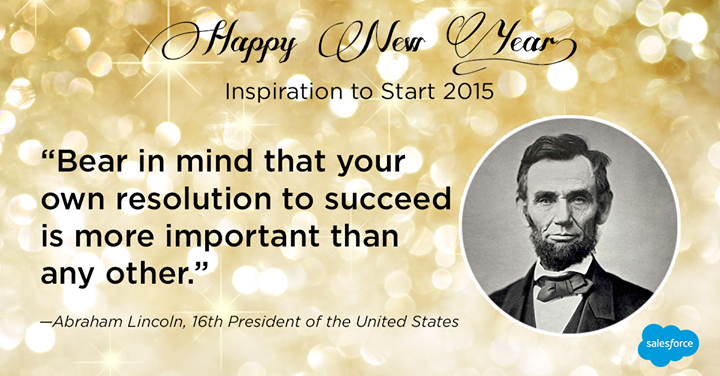 Happy New Year
Inspiration to Start 2015
“Bear in mind that your
own resolution to succeed
is more important than
any other.”
—Abraham Lincoln, 16th President of the United States
salesforce